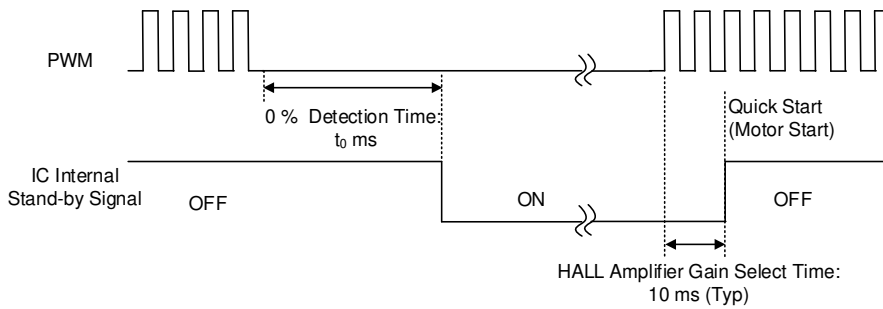 PWM
0 % Detection Time:
t0 ms
Quick Start
(Motor Start)
IC Internal
Stand-by Signal
OFF
ON
OFF
HALL Amplifier Gain Select Time:
10 ms (Typ)